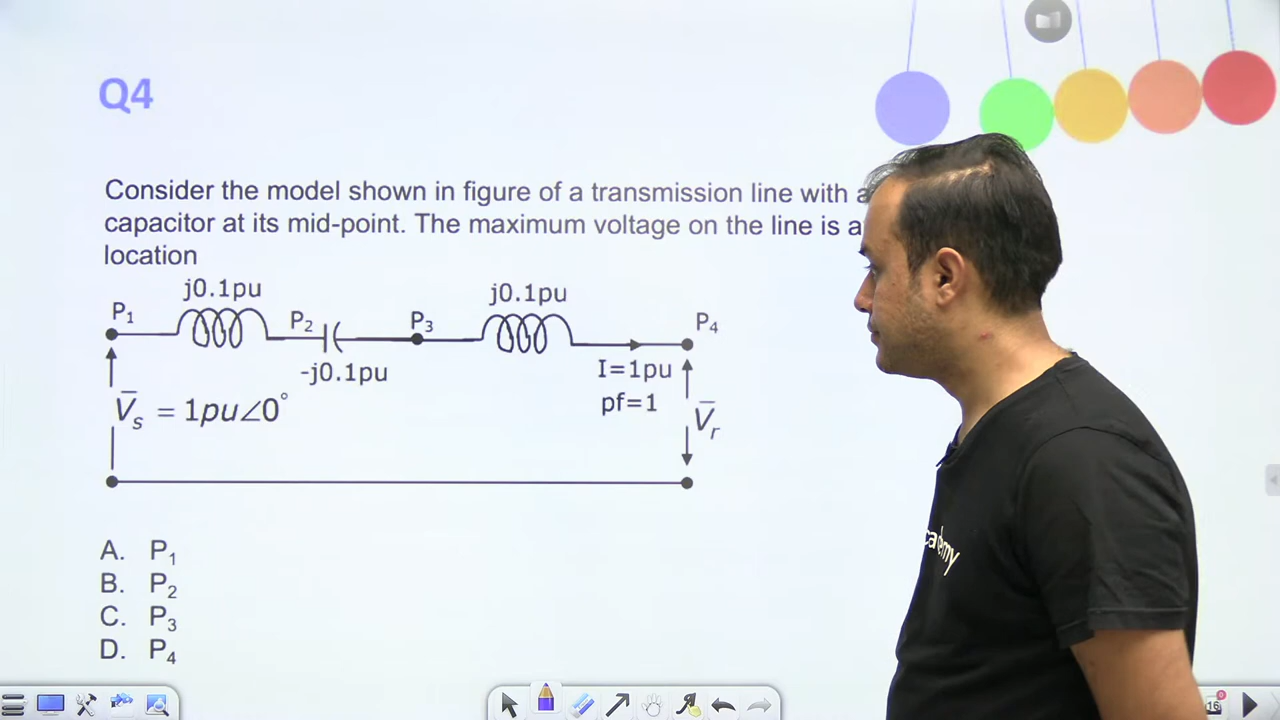 Q4
Consider the model shown in figure of a transmission line with a
capacitor at its mid-point. The maximum voltage on the line is a
location
j0.1pu
j0.1pu
P₁
P₂
P₃
P₄
-j0.1pu
I=1pu
pf=1
V̅ₛ = 1pu∠0°
V̅ᵣ
A. P₁
B. P₂
C. P₃
D. P₄
cademy
16